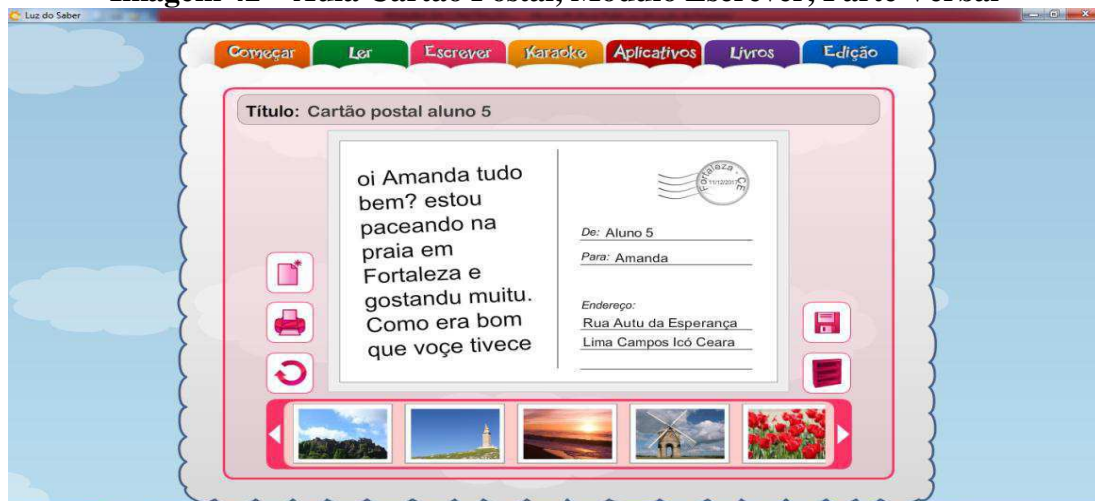 Imagem 42 – Aula Cartão Postal, Módulo Escrever, Parte Verbal
Luz do Saber
Começar Ler Escrever Karaoke Aplicativos Livros Edição
Título: Cartão postal aluno 5
oi Amanda tudo
bem? estou
paceando na
praia em
Fortaleza e
gostandu muitu.
Como era bom
que voçe tivece
Fortaleza - CE
De: Aluno 5
Para: Amanda
Endereço:
Rua Autu da Esperança
Lima Campos Icó Ceara